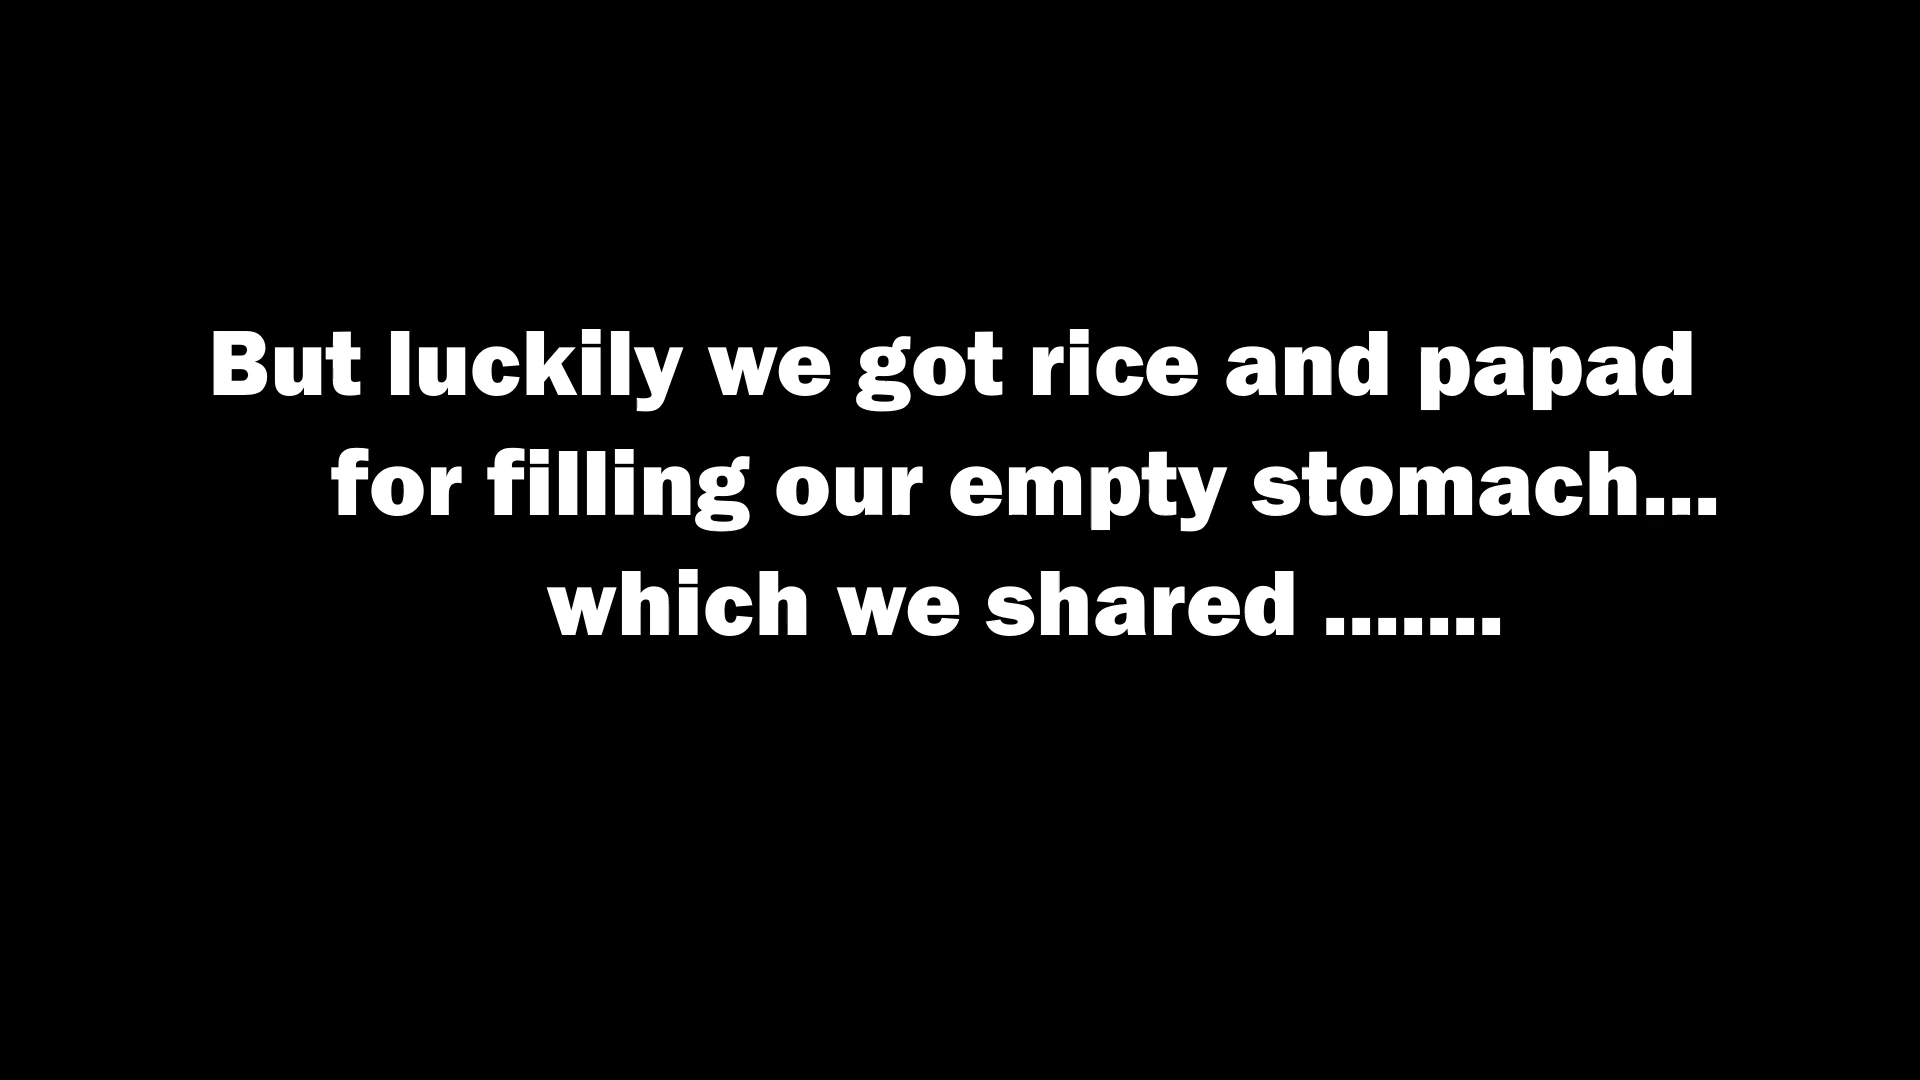 But luckily we got rice and papad
for filling our empty stomach...
which we shared .......